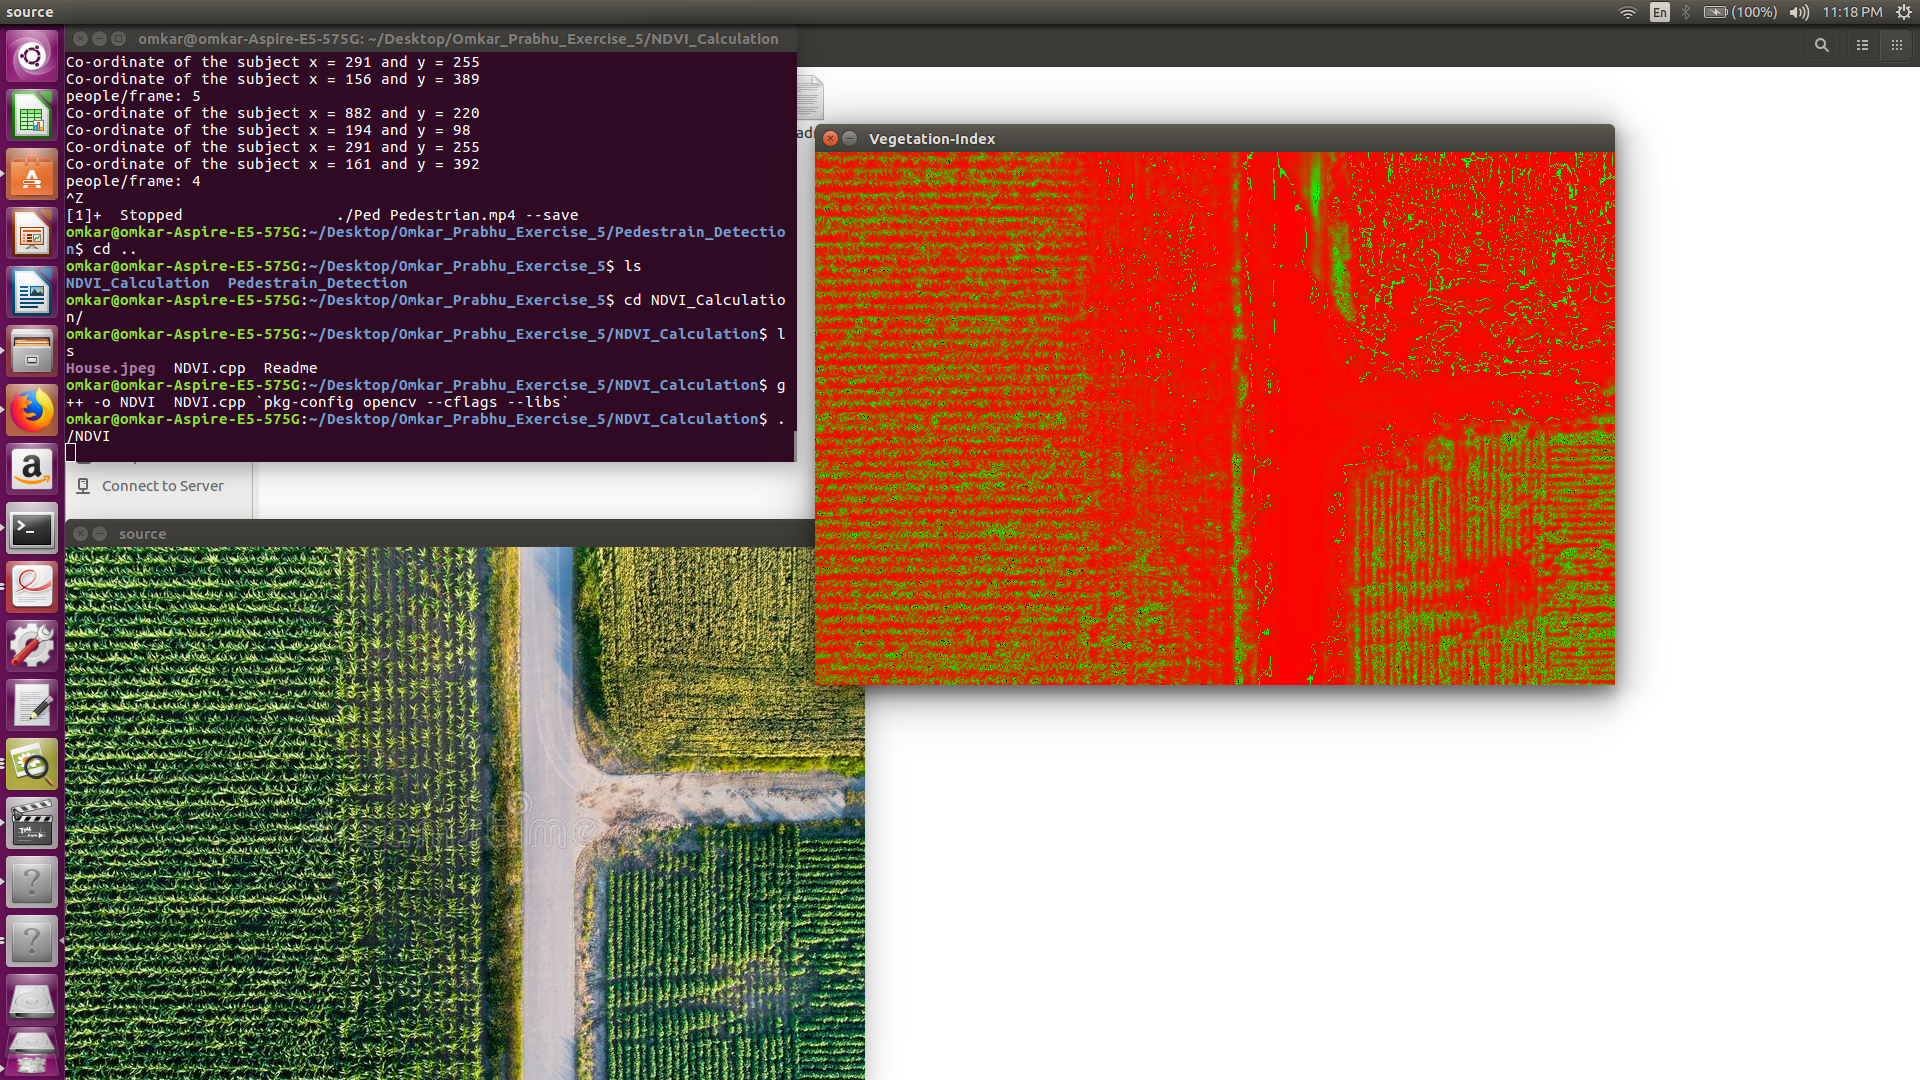 source
En
(100%)
11:18 PM
omkar@omkar-Aspire-E5-575G: ~/Desktop/Omkar_Prabhu_Exercise_5/NDVI_Calculation
Co-ordinate of the subject x = 291 and y = 255
Co-ordinate of the subject x = 156 and y = 389
people/frame: 5
Co-ordinate of the subject x = 882 and y = 220
Co-ordinate of the subject x = 194 and y = 98
Co-ordinate of the subject x = 291 and y = 255
Co-ordinate of the subject x = 161 and y = 392
people/frame: 4
^Z
[1]+  Stopped                 ./Ped Pedestrian.mp4 --save
omkar@omkar-Aspire-E5-575G:~/Desktop/Omkar_Prabhu_Exercise_5/Pedestrain_Detectio
n$ cd ..
omkar@omkar-Aspire-E5-575G:~/Desktop/Omkar_Prabhu_Exercise_5$ ls
NDVI_Calculation  Pedestrain_Detection
omkar@omkar-Aspire-E5-575G:~/Desktop/Omkar_Prabhu_Exercise_5$ cd NDVI_Calculatio
n/
omkar@omkar-Aspire-E5-575G:~/Desktop/Omkar_Prabhu_Exercise_5/NDVI_Calculation$ l
s
House.jpeg  NDVI.cpp  Readme
omkar@omkar-Aspire-E5-575G:~/Desktop/Omkar_Prabhu_Exercise_5/NDVI_Calculation$ g
++ -o NDVI  NDVI.cpp `pkg-config opencv --cflags --libs`
omkar@omkar-Aspire-E5-575G:~/Desktop/Omkar_Prabhu_Exercise_5/NDVI_Calculation$ .
/NDVI
Connect to Server
Vegetation-Index
source